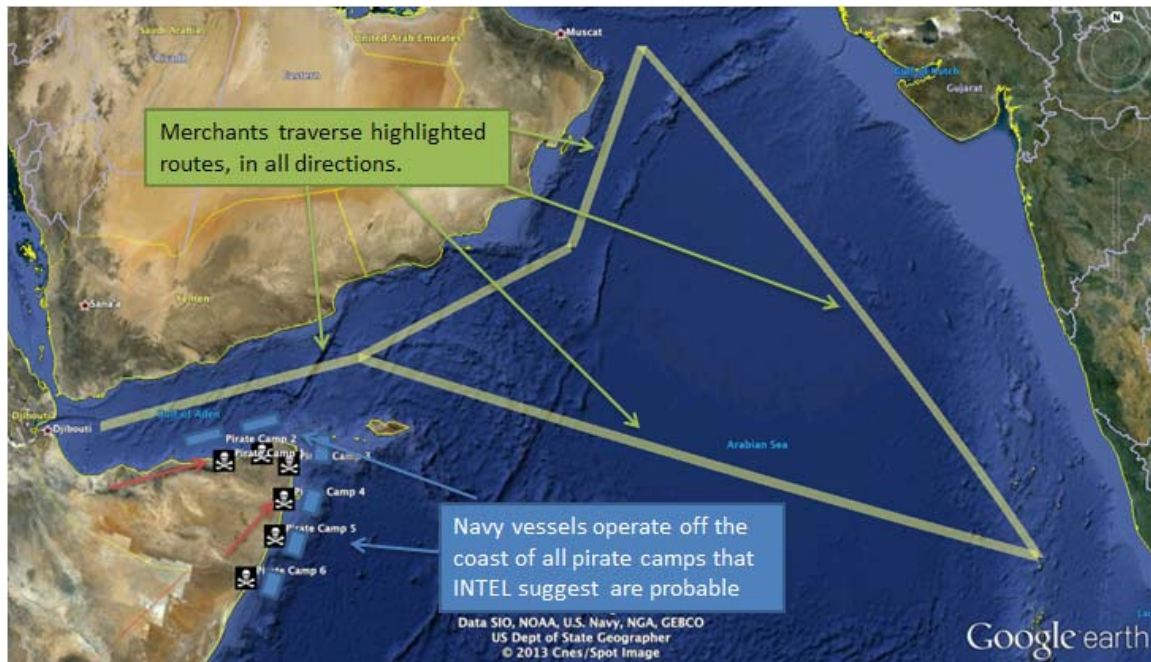 Saudi Arabia
United Arab Emirates
Muscat
N
Riyadh
Eastern
Gulf of Kutch
Gujarat
Merchants traverse highlighted
routes, in all directions.
Sana'a
Yemen
Djibouti
Djibouti
Gulf of Aden
Pirate Camp 2
Pirate Camp
3
Arabian Sea
Camp 4
Pirate Camp 5
Pirate Camp 6
Navy vessels operate off the
coast of all pirate camps that
INTEL suggest are probable
Data SIO, NOAA, U.S. Navy, NGA, GEBCO
US Dept of State Geographer
© 2013 Cnes/Spot Image
Google earth